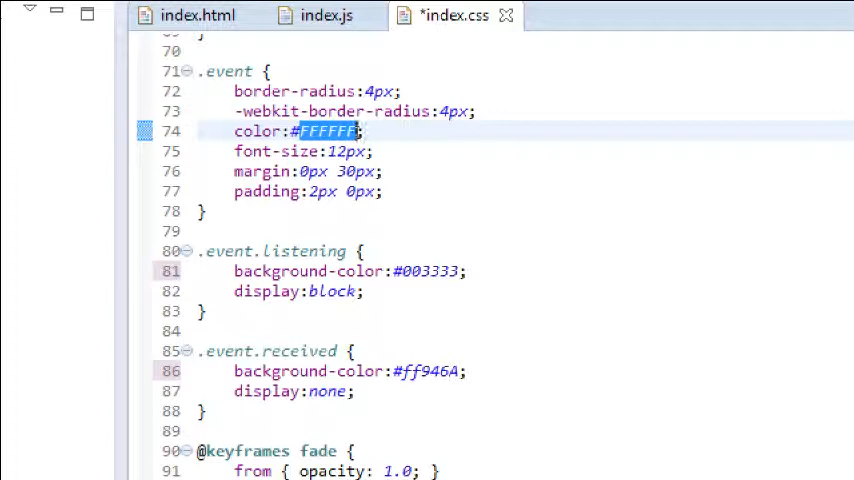 index.html index.js *index.css
69 }
70
71 .event {
72 border-radius:4px;
73 -webkit-border-radius:4px;
74 color:#FFFFFF;
75 font-size:12px;
76 margin:0px 30px;
77 padding:2px 0px;
78 }
79
80 .event.listening {
81 background-color:#003333;
82 display:block;
83 }
84
85 .event.received {
86 background-color:#ff946A;
87 display:none;
88 }
89
90 @keyframes fade {
91 from { opacity: 1.0; }